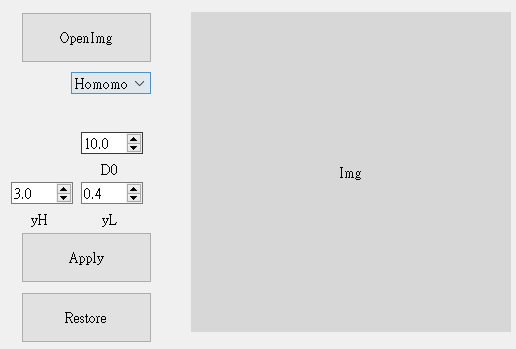 OpenImg
Homomo
10.0
D0
3.0 0.4
yH yL
Apply
Restore
Img